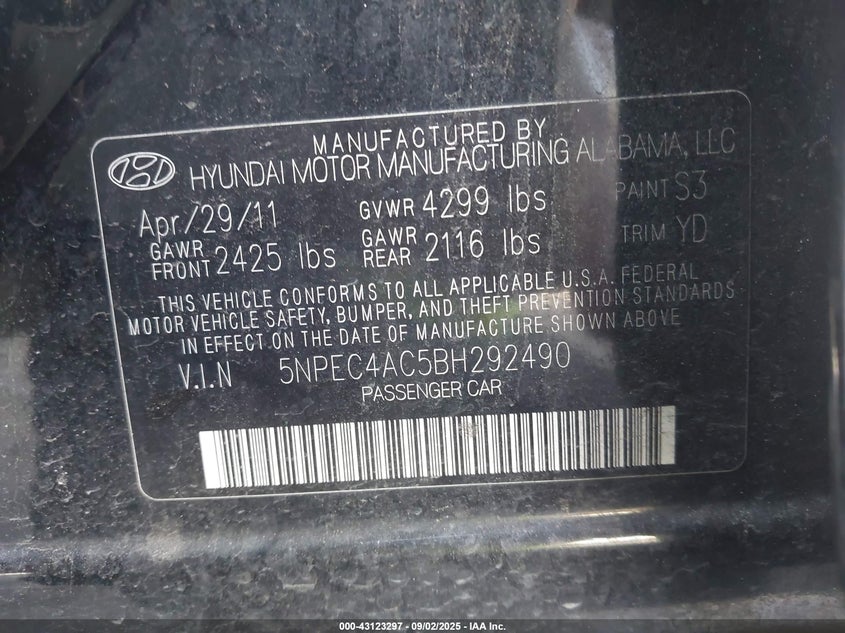 MANUFACTURED BY
HYUNDAI MOTOR MANUFACTURING ALABAMA, LLC
Apr/29/11 GVWR 4299 lbs PAINT S3
GAWR FRONT 2425 lbs GAWR REAR 2116 lbs TRIM YD
THIS VEHICLE CONFORMS TO ALL APPLICABLE U.S.A. FEDERAL
MOTOR VEHICLE SAFETY, BUMPER, AND THEFT PREVENTION STANDARDS
IN EFFECT ON THE DATE OF MANUFACTURE SHOWN ABOVE
V.I.N 5NPEC4AC5BH292490
PASSENGER CAR
000-43123297 - 09/02/2025 - IAA Inc.